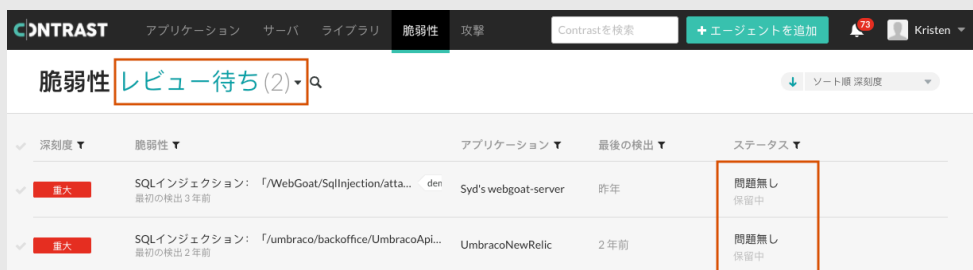 CONTRAST アプリケーション サーバ ライブラリ 脆弱性 攻撃 Contrastを検索 +エージェントを追加 73 Kristen
脆弱性 レビュー待ち (2) ソート順 深刻度
深刻度 脆弱性 アプリケーション 最後の検出 ステータス
重大 SQLインジェクション: 「/WebGoat/SqlInjection/atta... den Syd's webgoat-server 昨年 問題無し
最初の検出 3 年前 保留中
重大 SQLインジェクション: 「/umbraco/backoffice/UmbracoApi... UmbracoNewRelic 2 年前 問題無し
最初の検出 2 年前 保留中